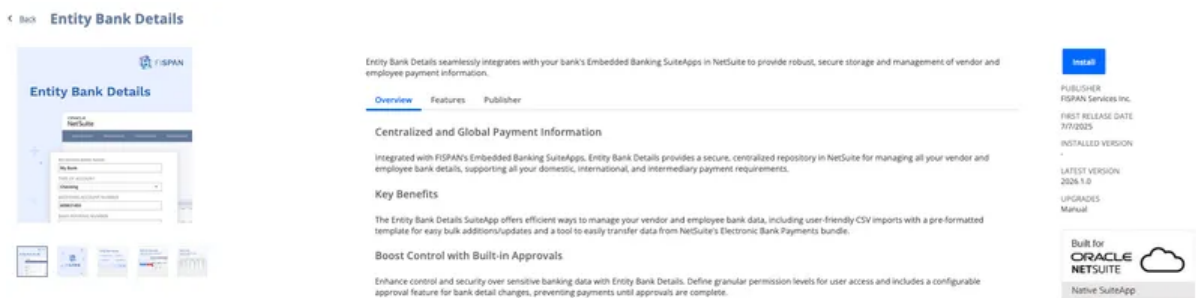 Back
Entity Bank Details
FISPAN
Entity Bank Details
ORACLE
NetSuite
My Bank
TYPE OF ACCOUNT
Checking
Entity Bank Details seamlessly integrates with your bank's Embedded Banking SuiteApps in NetSuite to provide robust, secure storage and management of vendor and
employee payment information.
Overview
Features
Publisher
Centralized and Global Payment Information
Integrated with FISPAN's Embedded Banking SuiteApps, Entity Bank Details provides a secure, centralized repository in NetSuite for managing all your vendor and
employee bank details, supporting all your domestic, international, and intermediary payment requirements.
Key Benefits
The Entity Bank Details SuiteApp offers efficient ways to manage your vendor and employee bank data, including user-friendly CSV imports with a pre-formatted
template for easy bulk additions/updates and a tool to easily transfer data from NetSuite's Electronic Bank Payments bundle.
Boost Control with Built-in Approvals
Enhance control and security over sensitive banking data with Entity Bank Details. Define granular permission levels for user access and includes a configurable
approval feature for bank detail changes, preventing payments until approvals are complete.
Install
PUBLISHER
FISPAN Services Inc.
FIRST RELEASE DATE
7/7/2025
INSTALLED VERSION
-
LATEST VERSION
2026.1.0
UPGRADES
Manual
Built for
ORACLE
NETSUITE
Native SuiteApp